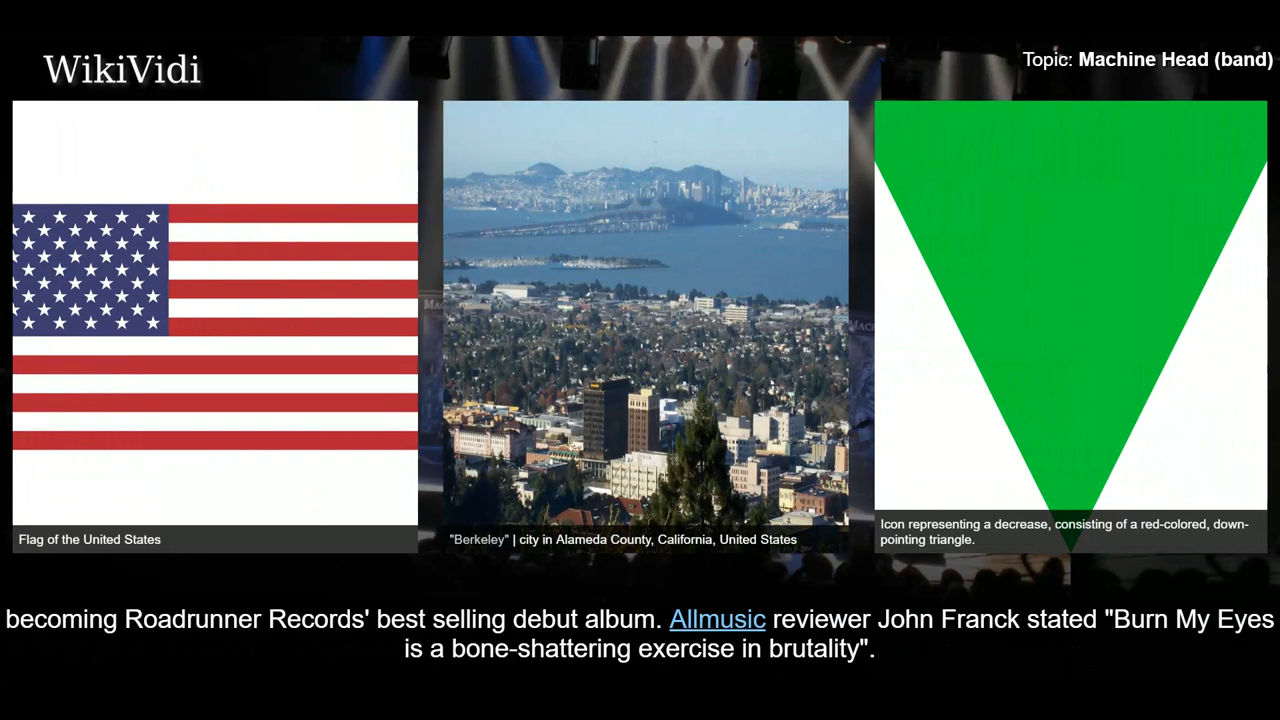 WikiVidi
Topic: Machine Head (band)
Flag of the United States
"Berkeley" | city in Alameda County, California, United States
Icon representing a decrease, consisting of a red-colored, down-
pointing triangle.
becoming Roadrunner Records' best selling debut album. Allmusic reviewer John Franck stated "Burn My Eyes
is a bone-shattering exercise in brutality".